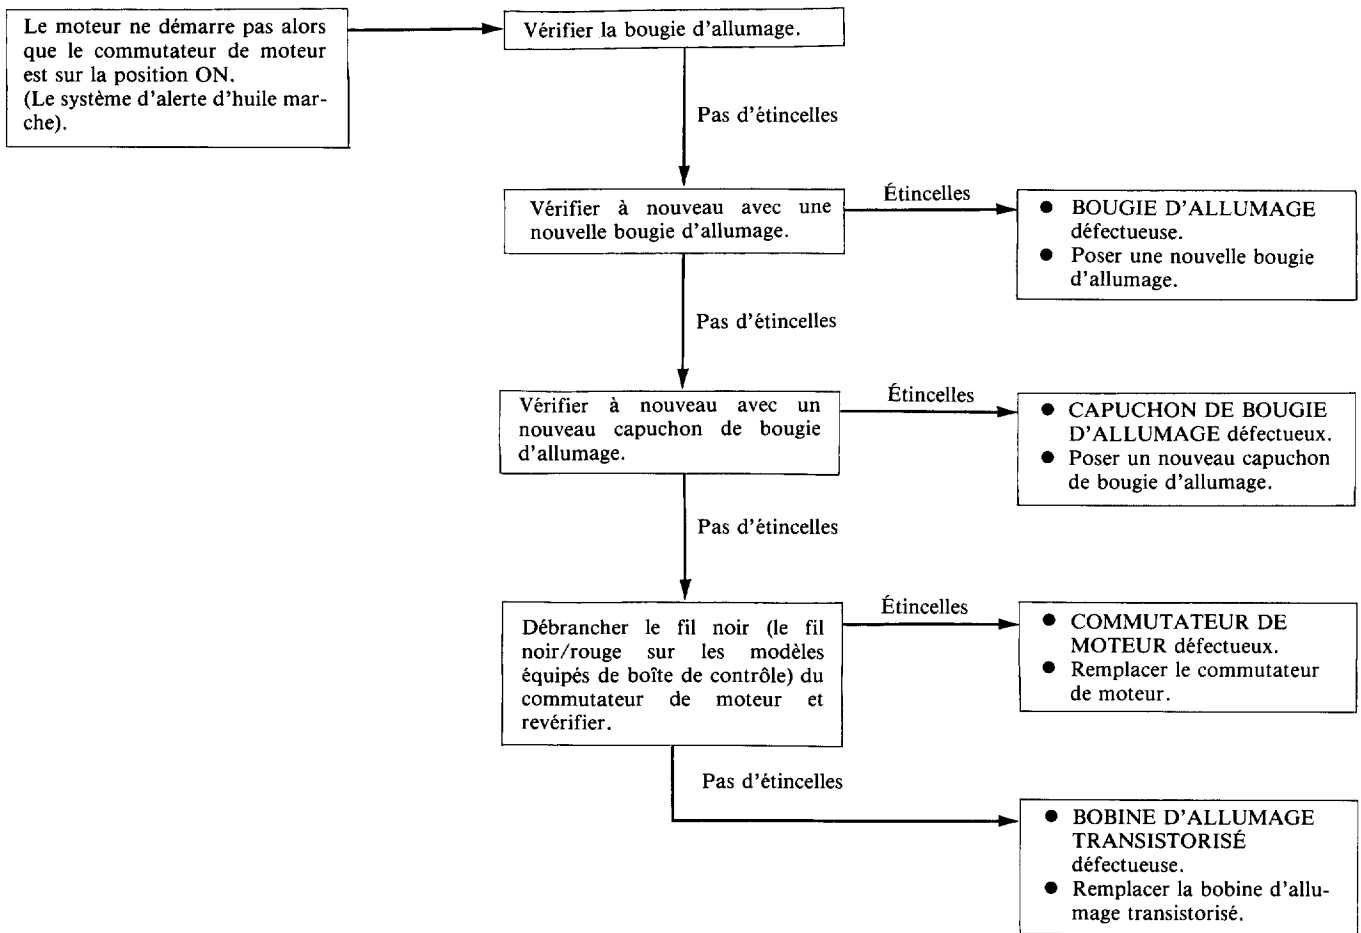 Le moteur ne démarre pas alors
que le commutateur de moteur
est sur la position ON.
(Le système d'alerte d'huile mar-
che).
Vérifier la bougie d'allumage.
Pas d'étincelles
Vérifier à nouveau avec une
nouvelle bougie d'allumage.
Étincelles
● BOUGIE D'ALLUMAGE
défectueuse.
● Poser une nouvelle bougie
d'allumage.
Pas d'étincelles
Vérifier à nouveau avec un
nouveau capuchon de bougie
d'allumage.
Étincelles
● CAPUCHON DE BOUGIE
D'ALLUMAGE défectueux.
● Poser un nouveau capuchon
de bougie d'allumage.
Pas d'étincelles
Débrancher le fil noir (le fil
noir/rouge sur les modèles
équipés de boîte de contrôle) du
commutateur de moteur et
revérifier.
Étincelles
● COMMUTATEUR DE
MOTEUR défectueux.
● Remplacer le commutateur
de moteur.
Pas d'étincelles
● BOBINE D'ALLUMAGE
TRANSISTORISÉ
défectueuse.
● Remplacer la bobine d'allu-
mage transistorisé.